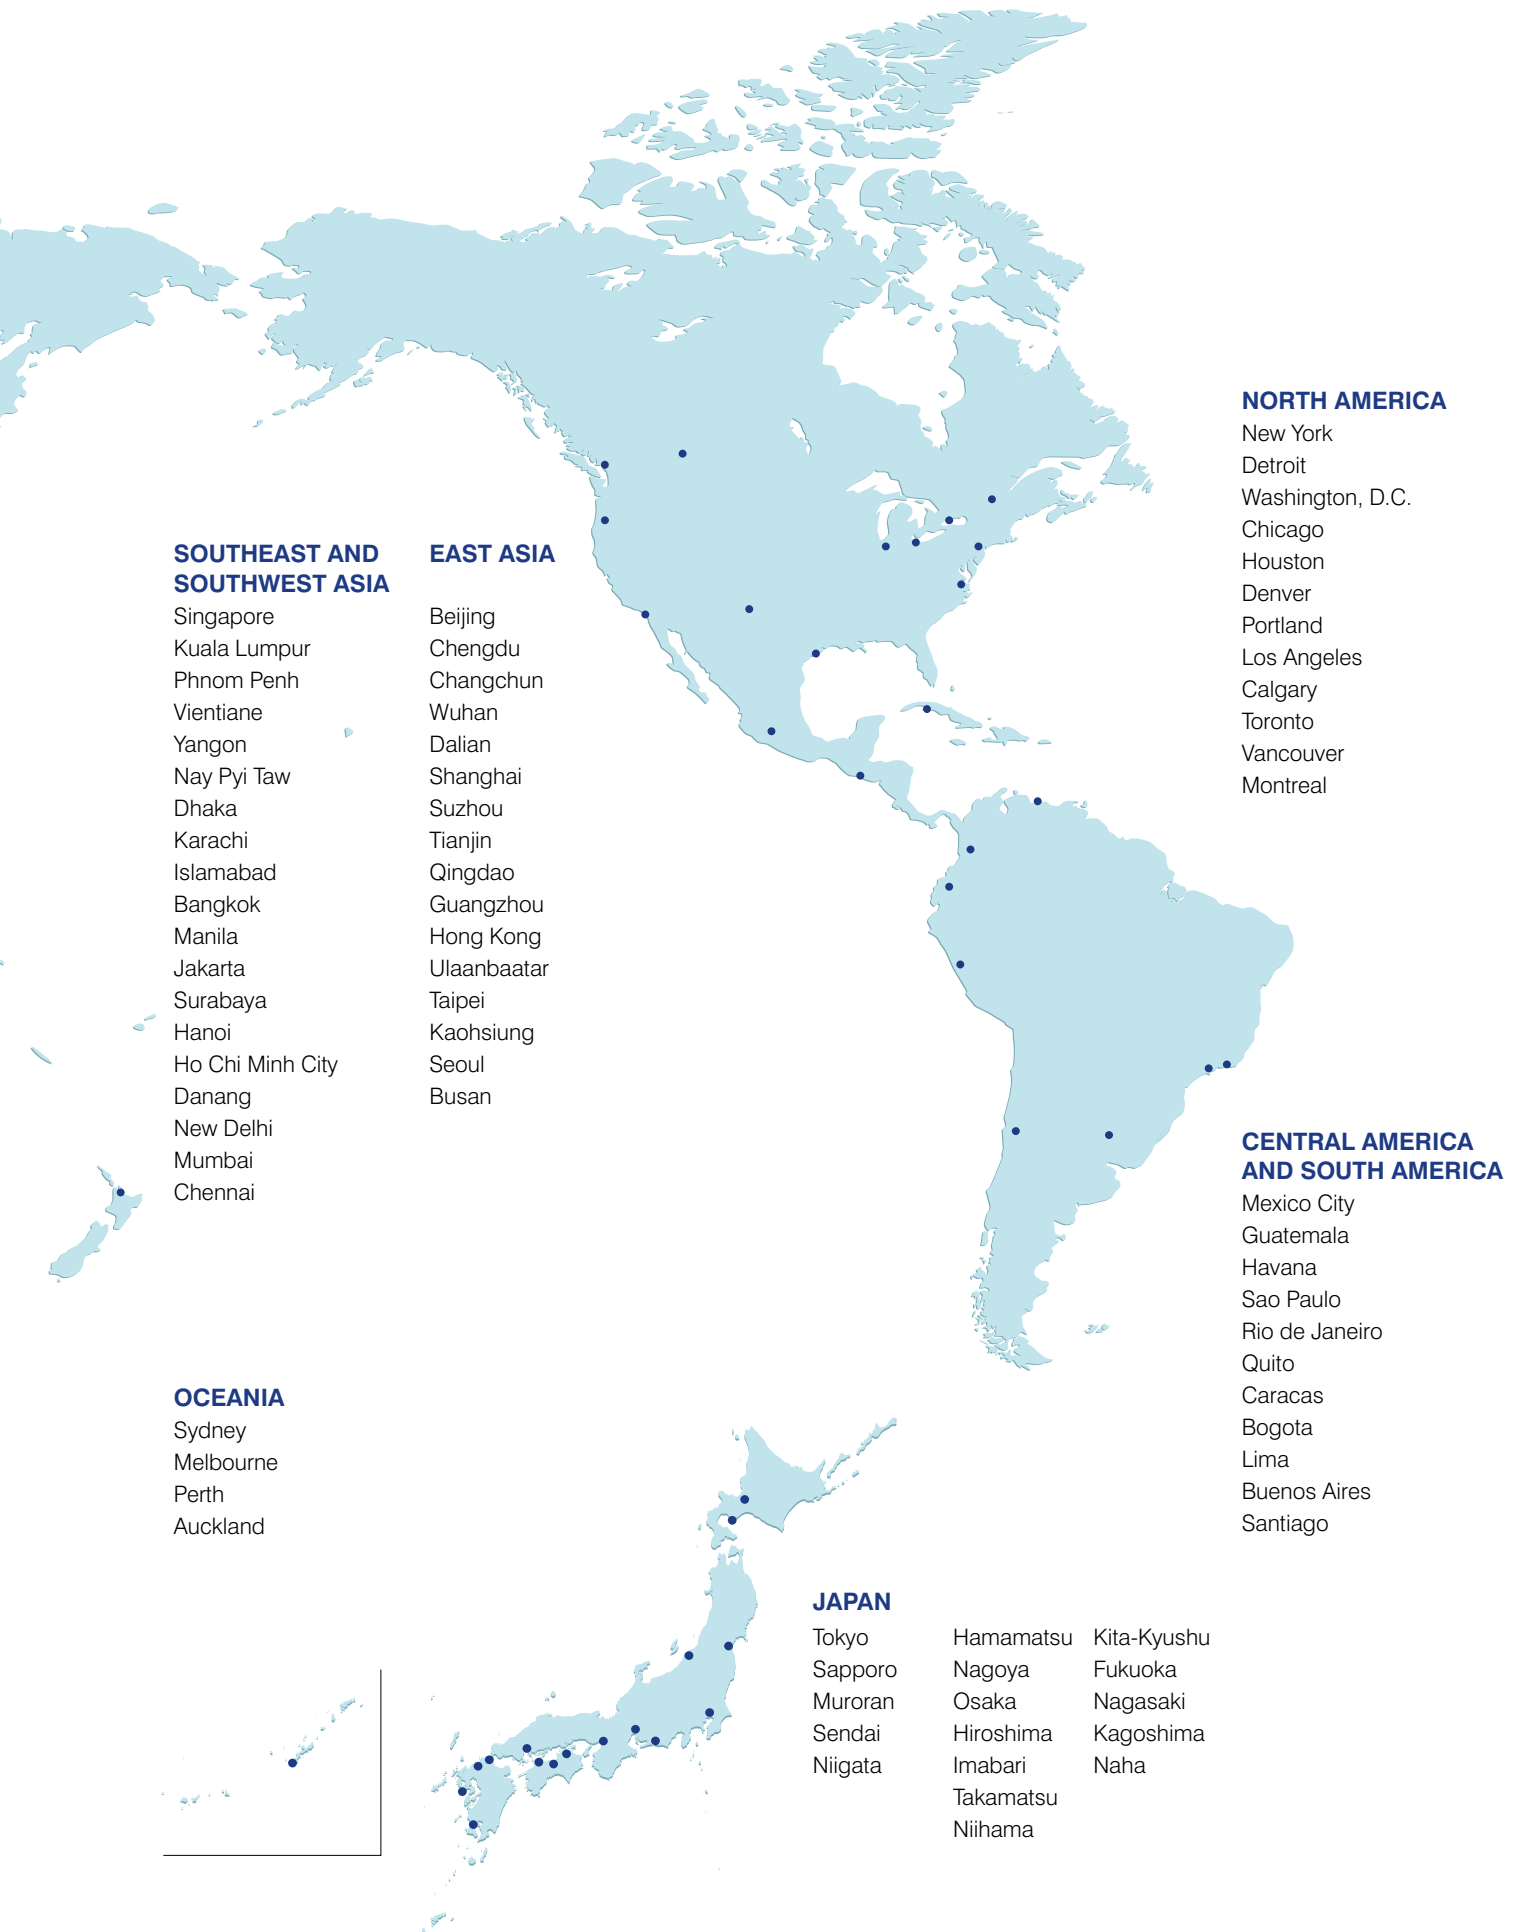 NORTH AMERICA
New York
Detroit
Washington, D.C.
Chicago
Houston
Denver
Portland
Los Angeles
Calgary
Toronto
Vancouver
Montreal
SOUTHEAST AND
SOUTHWEST ASIA
Singapore
Kuala Lumpur
Phnom Penh
Vientiane
Yangon
Nay Pyi Taw
Dhaka
Karachi
Islamabad
Bangkok
Manila
Jakarta
Surabaya
Hanoi
Ho Chi Minh City
Danang
New Delhi
Mumbai
Chennai
EAST ASIA
Beijing
Chengdu
Changchun
Wuhan
Dalian
Shanghai
Suzhou
Tianjin
Qingdao
Guangzhou
Hong Kong
Ulaanbaatar
Taipei
Kaohsiung
Seoul
Busan
CENTRAL AMERICA
AND SOUTH AMERICA
Mexico City
Guatemala
Havana
Sao Paulo
Rio de Janeiro
Quito
Caracas
Bogota
Lima
Buenos Aires
Santiago
OCEANIA
Sydney
Melbourne
Perth
Auckland
JAPAN
Tokyo
Sapporo
Muroran
Sendai
Niigata
Hamamatsu
Nagoya
Osaka
Hiroshima
Imabari
Takamatsu
Niihama
Kita-Kyushu
Fukuoka
Nagasaki
Kagoshima
Naha